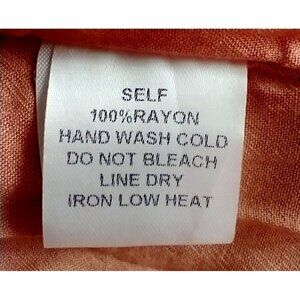 SELF
100%RAYON
HAND WASH COLD
DO NOT BLEACH
LINE DRY
IRON LOW HEAT